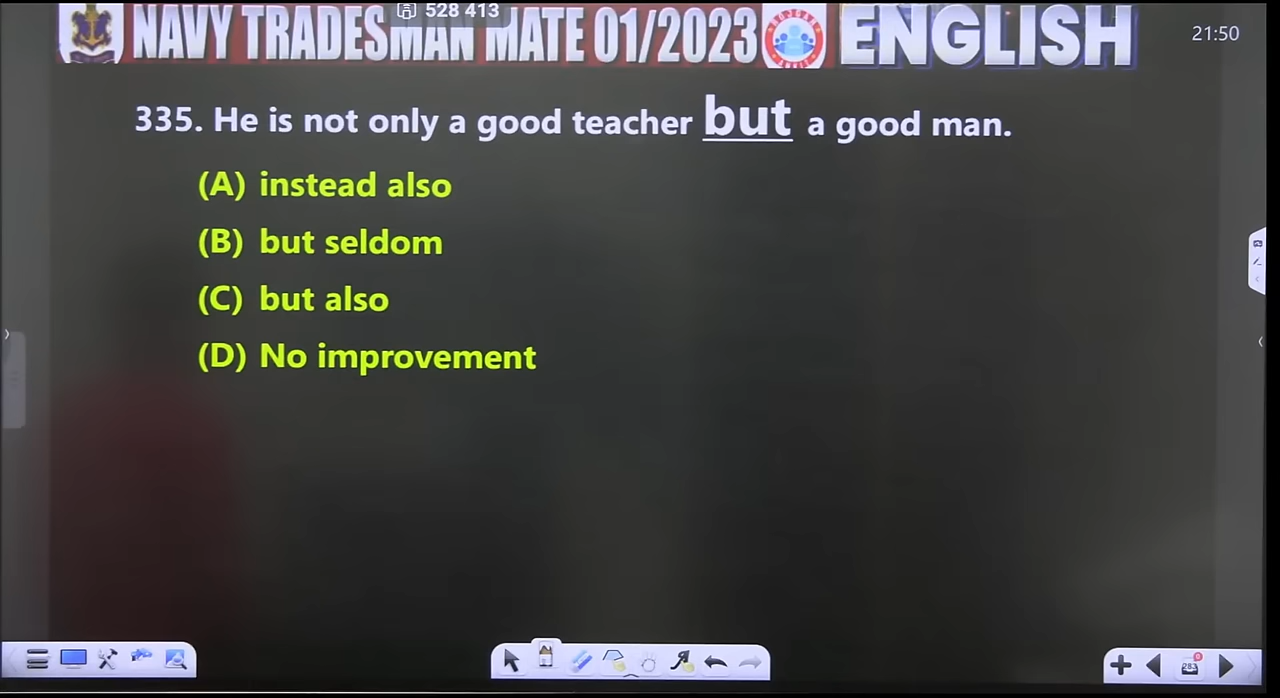 528 413
NAVY TRADESMAN MATE 01/2023 ENGLISH
21:50
335. He is not only a good teacher but a good man.
(A) instead also
(B) but seldom
(C) but also
(D) No improvement
283